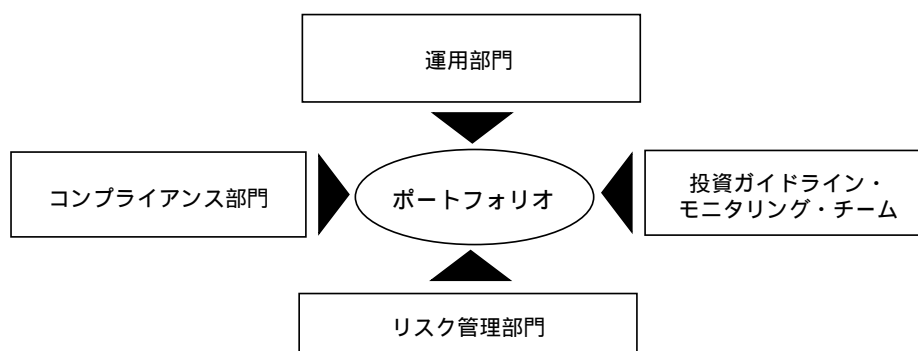 運用部門
コンプライアンス部門
ポートフォリオ
投資ガイドライン・
モニタリング・チーム
リスク管理部門